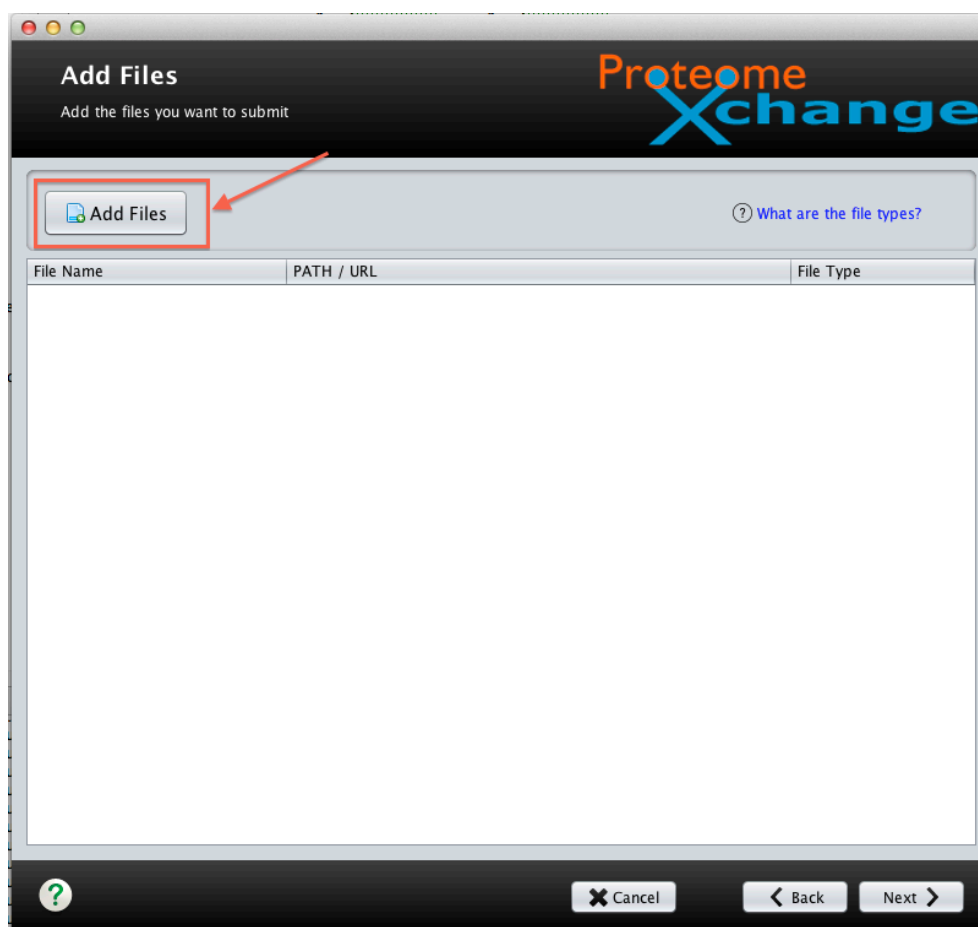 Add Files
Add the files you want to submit
Proteome
Xchange
Add Files
? What are the file types?
File Name PATH / URL File Type
? Cancel Back Next